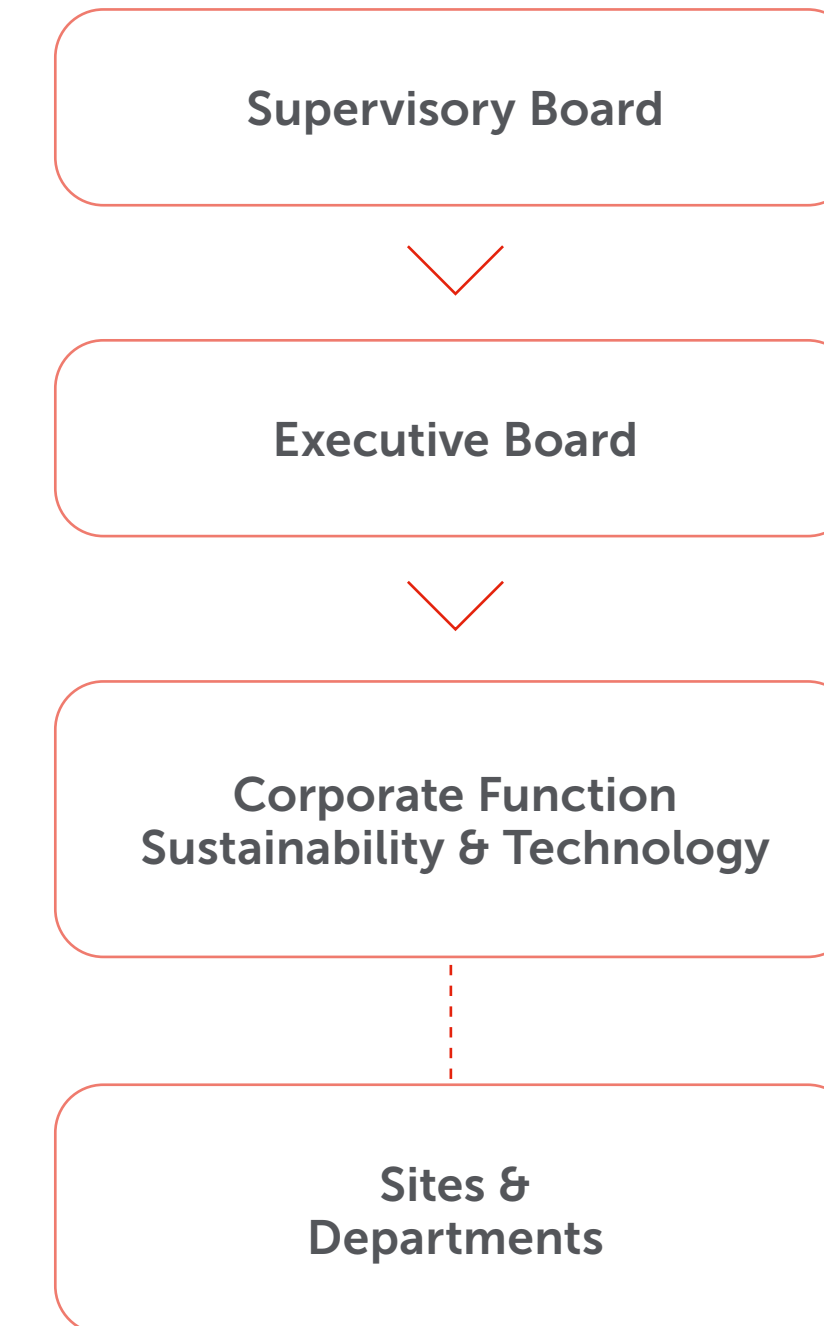 Supervisory Board
Executive Board
Corporate Function
Sustainability & Technology
Sites &
Departments